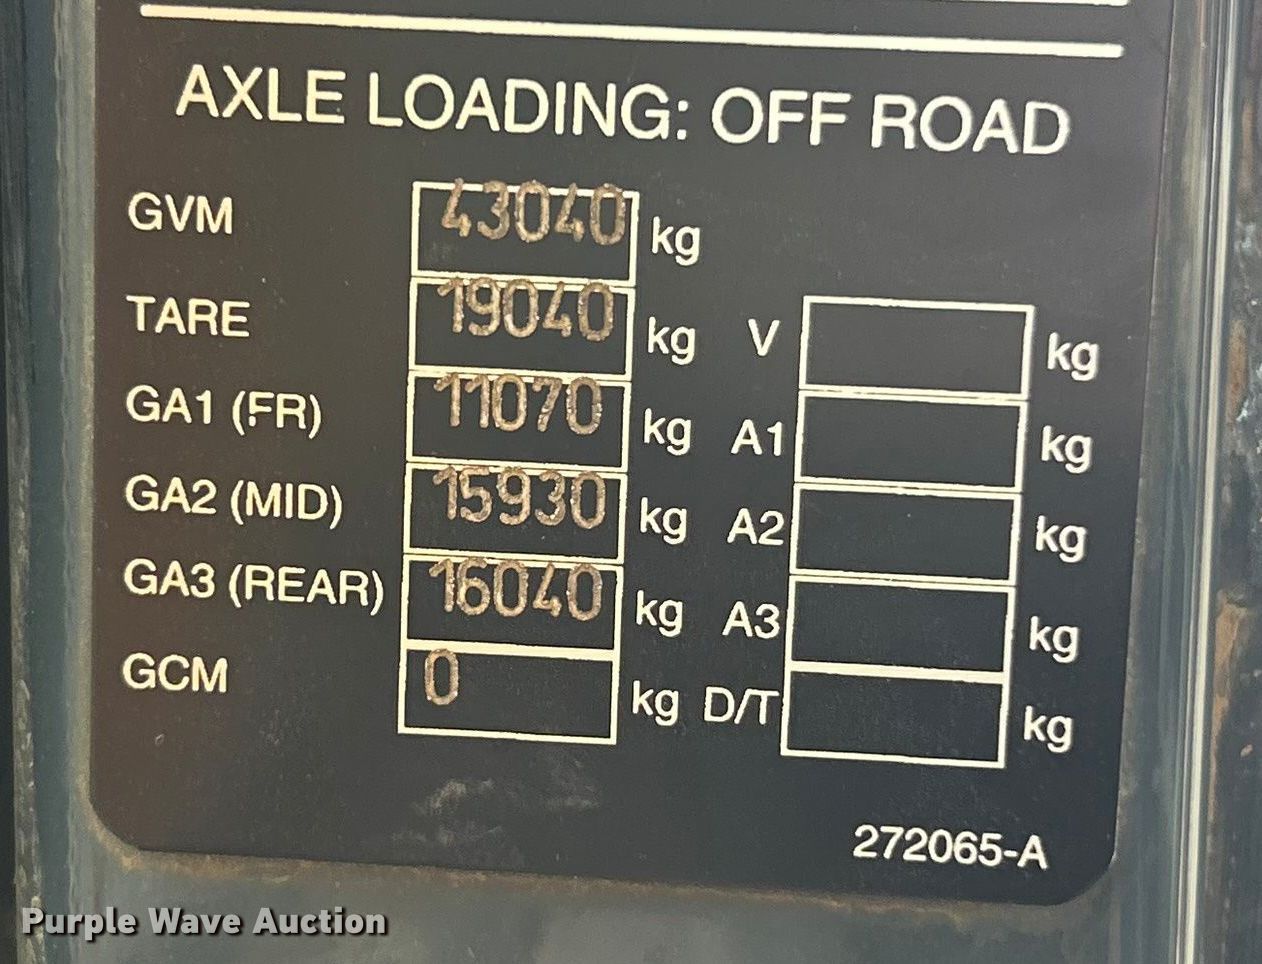 AXLE LOADING: OFF ROAD
GVM 43040 kg
TARE 19040 kg V kg
GA1 (FR) 11070 kg A1 kg
GA2 (MID) 15930 kg A2 kg
GA3 (REAR) 16040 kg A3 kg
GCM 0 kg D/T kg
272065-A
Purple Wave Auction